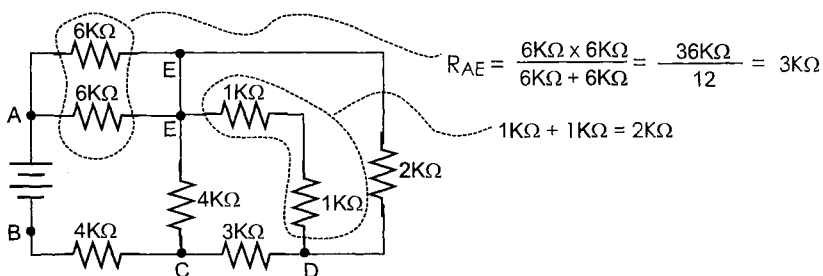 6KΩ
E
R_AE = 6KΩ x 6KΩ / 6KΩ + 6KΩ = 36KΩ / 12 = 3KΩ
A
6KΩ
E
1KΩ
1KΩ + 1KΩ = 2KΩ
2KΩ
4KΩ
1KΩ
B
4KΩ
C
3KΩ
D